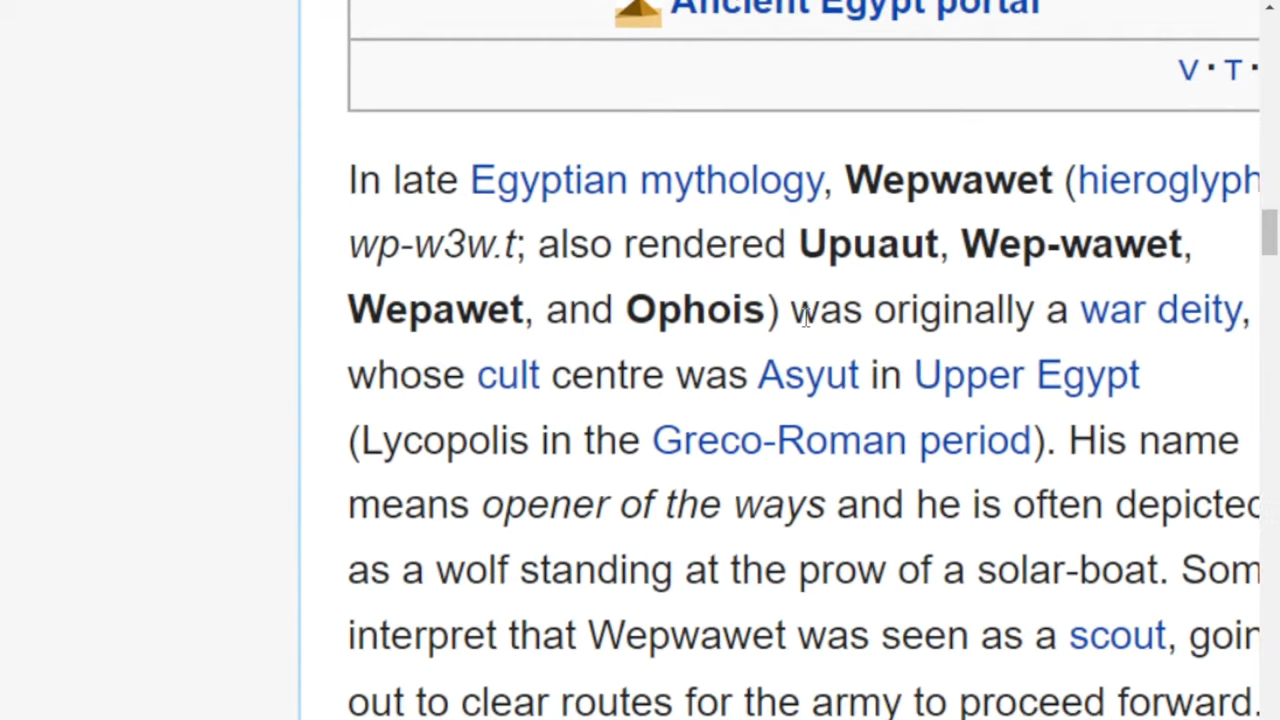 Ancient Egypt portal
V · T ·
In late Egyptian mythology, Wepwawet (hieroglyph
wp-w3w.t; also rendered Upuaut, Wep-wawet,
Wepawet, and Ophois) was originally a war deity,
whose cult centre was Asyut in Upper Egypt
(Lycopolis in the Greco-Roman period). His name
means opener of the ways and he is often depicted
as a wolf standing at the prow of a solar-boat. Som
interpret that Wepwawet was seen as a scout, goin
out to clear routes for the army to proceed forward.